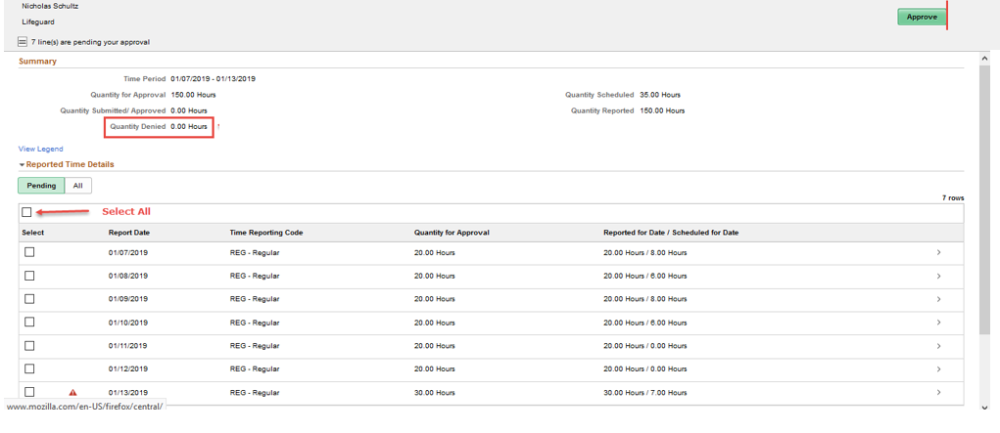 Nicholas Schultz
Lifeguard
Approve
7 line(s) are pending your approval
Summary
Time Period 01/07/2019 - 01/13/2019
Quantity for Approval 150.00 Hours Quantity Scheduled 35.00 Hours
Quantity Submitted/ Approved 0.00 Hours Quantity Reported 150.00 Hours
Quantity Denied 0.00 Hours
View Legend
Reported Time Details
Pending All
7 rows
Select All
Select Report Date Time Reporting Code Quantity for Approval Reported for Date / Scheduled for Date
01/07/2019 REG - Regular 20.00 Hours 20.00 Hours / 8.00 Hours
01/08/2019 REG - Regular 20.00 Hours 20.00 Hours / 6.00 Hours
01/09/2019 REG - Regular 20.00 Hours 20.00 Hours / 8.00 Hours
01/10/2019 REG - Regular 20.00 Hours 20.00 Hours / 6.00 Hours
01/11/2019 REG - Regular 20.00 Hours 20.00 Hours / 0.00 Hours
01/12/2019 REG - Regular 20.00 Hours 20.00 Hours / 0.00 Hours
01/13/2019 REG - Regular 30.00 Hours 30.00 Hours / 7.00 Hours
www.mozilla.com/en-US/firefox/central/